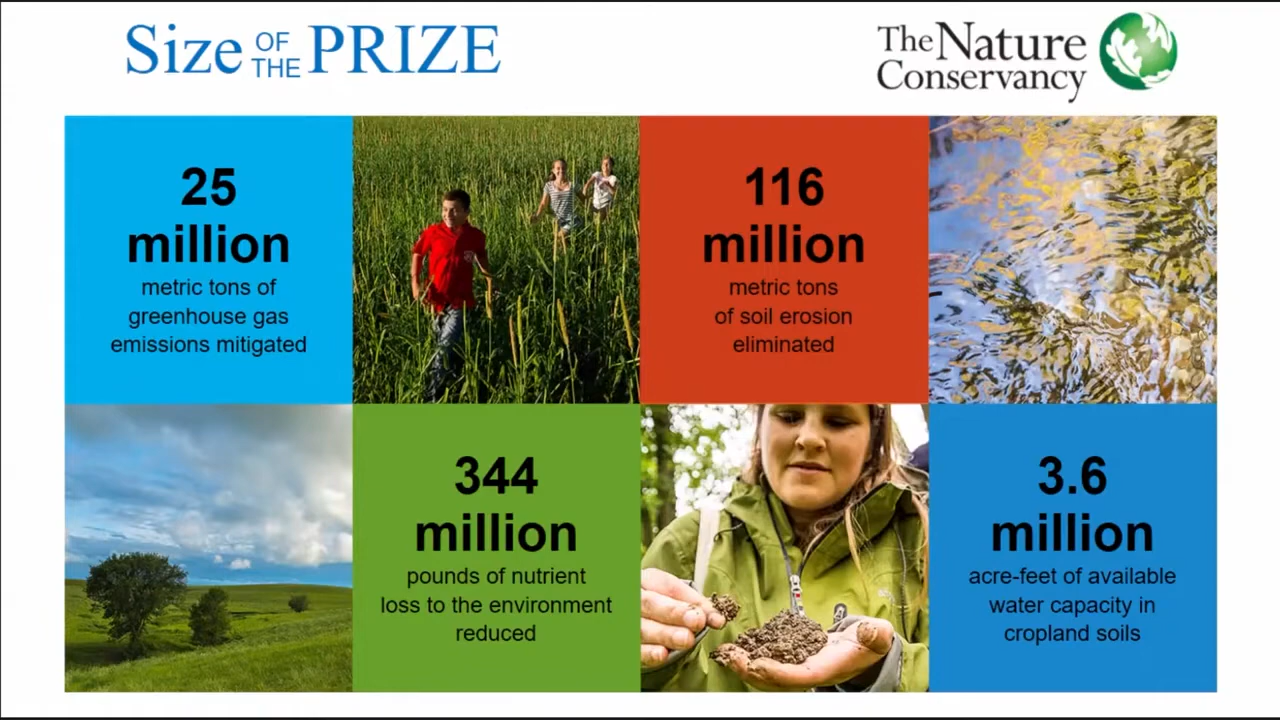 Size OF THE PRIZE
The Nature
Conservancy
25
million
metric tons of
greenhouse gas
emissions mitigated
116
million
metric tons
of soil erosion
eliminated
344
million
pounds of nutrient
loss to the environment
reduced
3.6
million
acre-feet of available
water capacity in
cropland soils